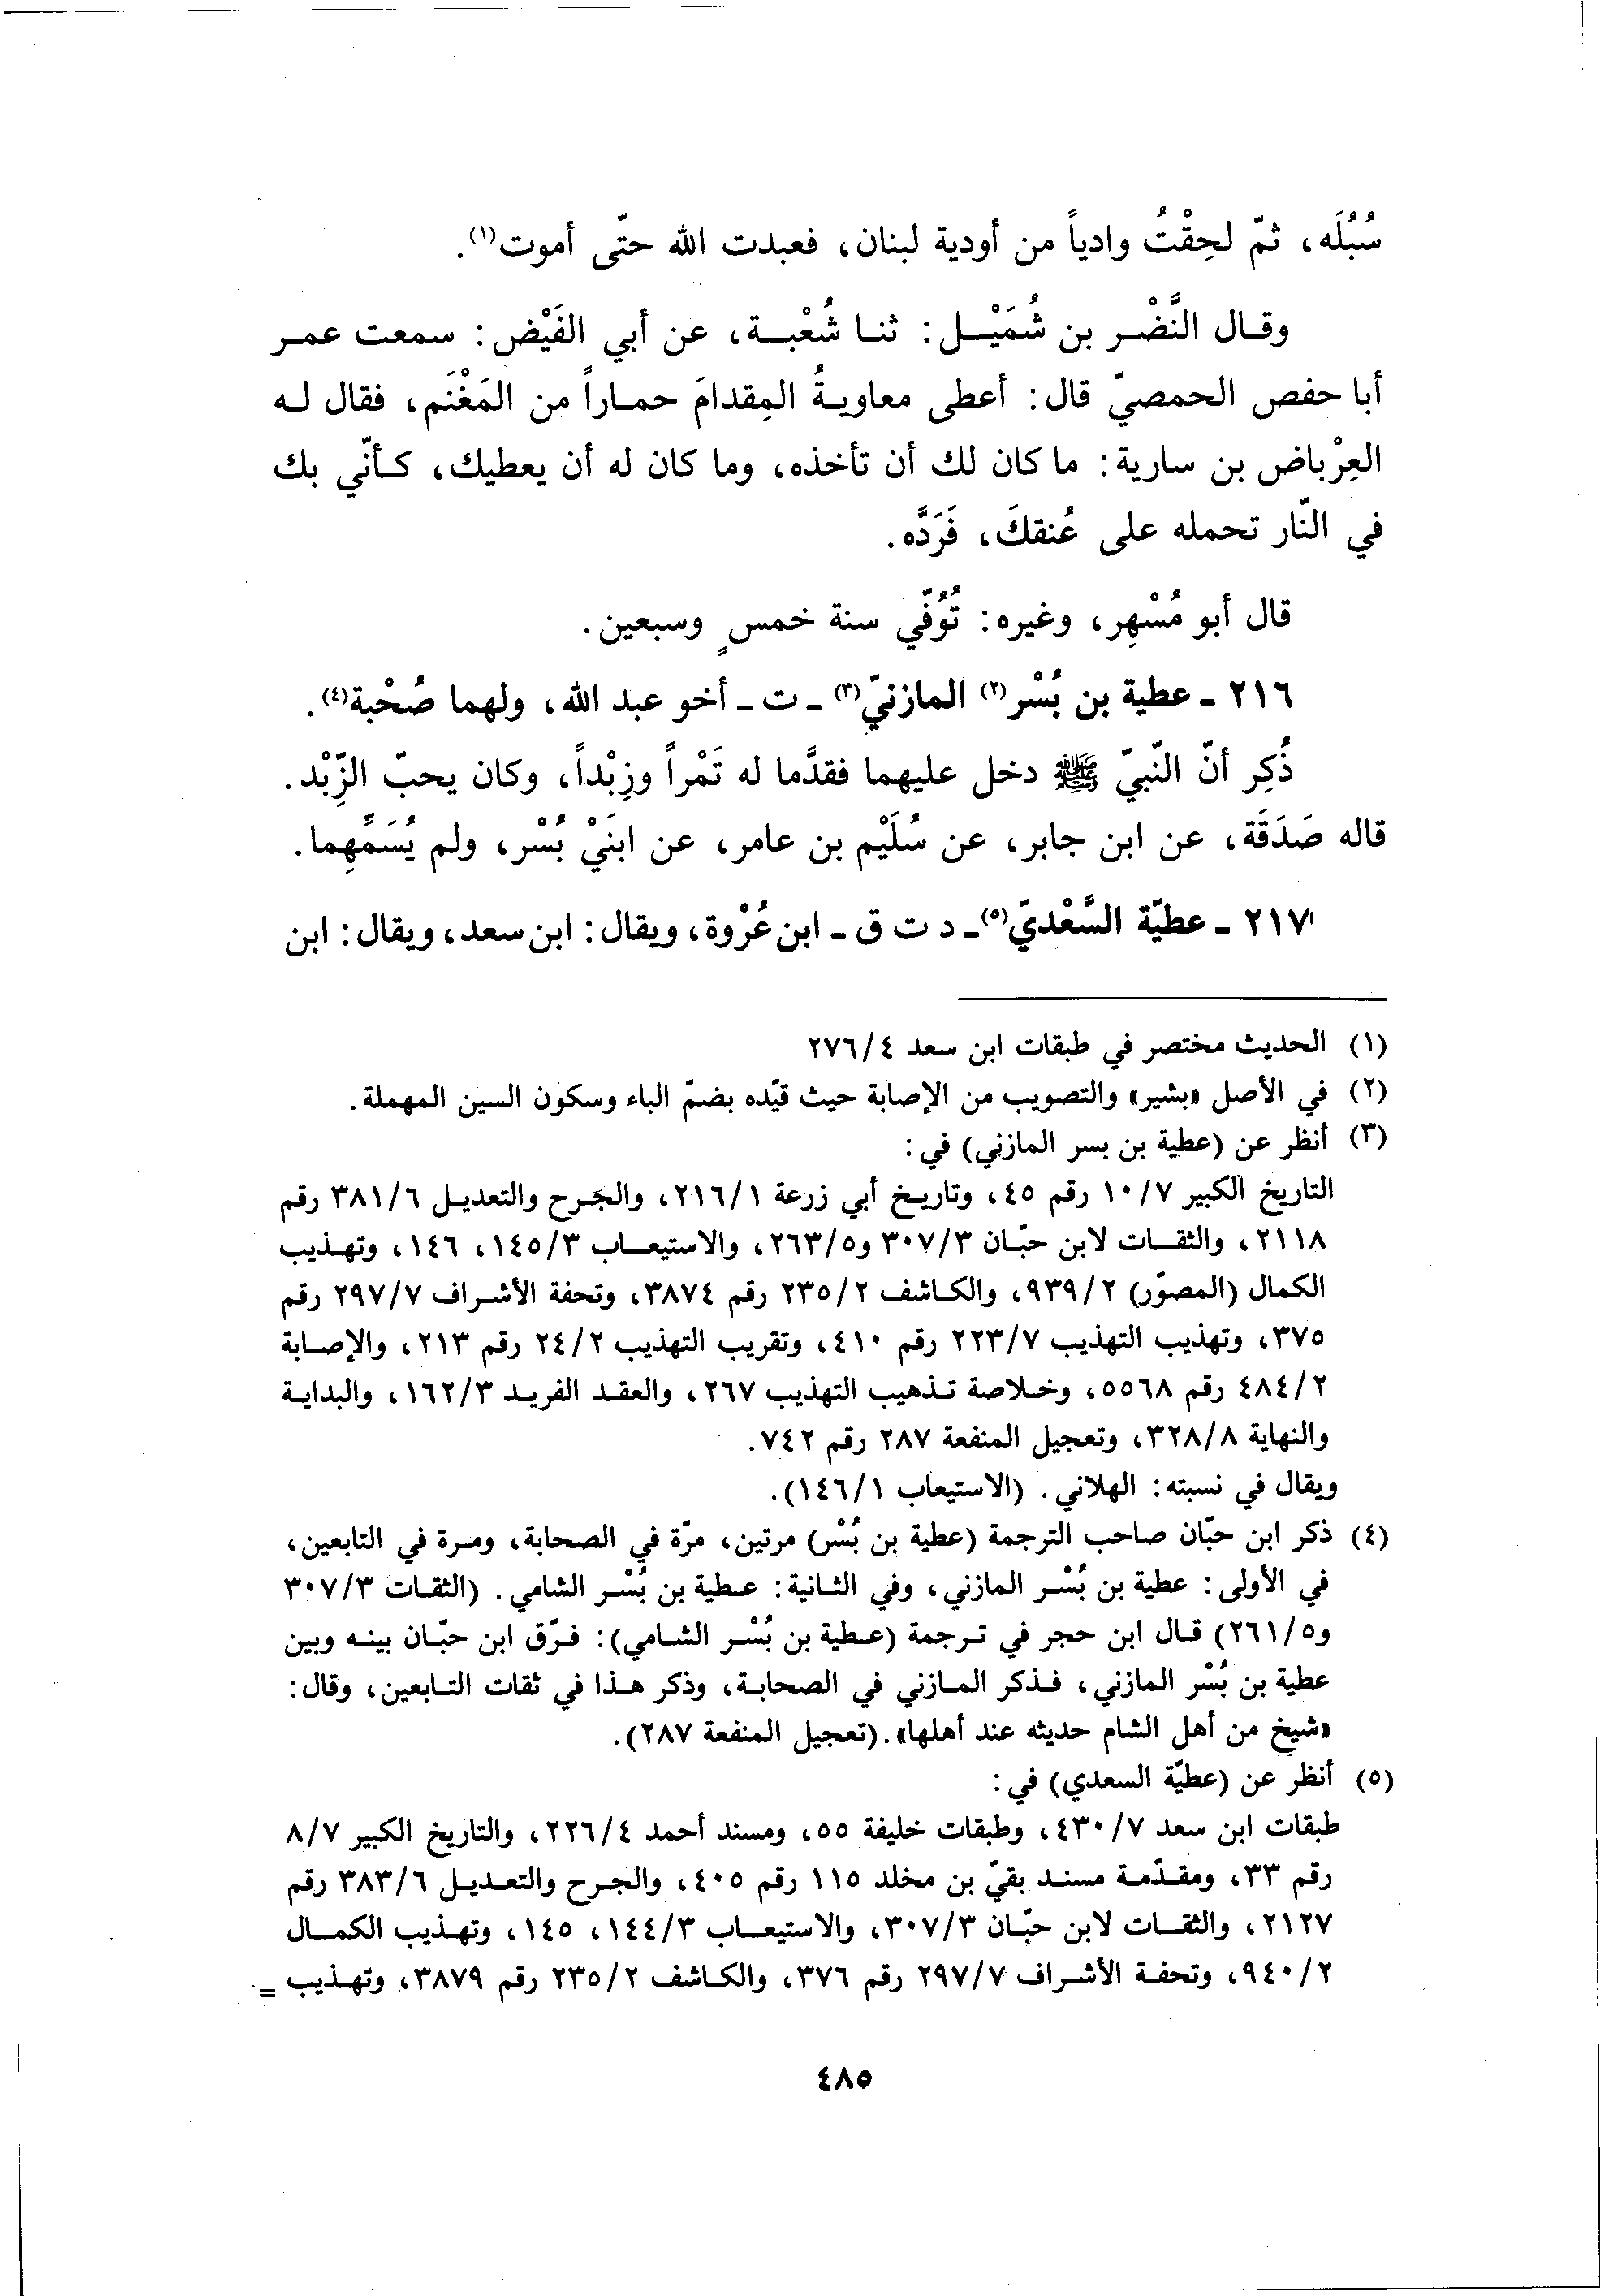 سُبُلَه، ثمّ لحِقْتُ وادياً من أودية لبنان، فعبدت الله حتّى أموت(١).
وقال النَّضْر بن شُمَيْل: ثنا شُعْبة، عن أبي الفَيْض: سمعت عمر
أبا حفص الحمصيّ قال: أعطى معاويةُ المِقدامَ حماراً من المَغْنَم، فقال له
العِرْباض بن سارية: ما كان لك أن تأخذه، وما كان له أن يعطيك، كأنّي بك
في النّار تحمله على عُنقكَ، فَرَدَّه.
قال أبو مُسْهِر، وغيره: تُوُفّي سنة خمسٍ وسبعين.
٢١٦ - عطية بن بُسْر(٢) المازنيّ(٣) - ت - أخو عبد الله، ولهما صُحْبة(٤).
ذُكِر أنّ النّبيّ ﷺ دخل عليهما فقدَّما له تَمْراً وزِبْداً، وكان يحبّ الزِّبْد.
قاله صَدَقَة، عن ابن جابر، عن سُلَيْم بن عامر، عن ابنَيْ بُسْر، ولم يُسَمِّهِما.
٢١٧ - عطيّة السَّعْديّ(٥) - د ت ق - ابن عُرْوة، ويقال: ابن سعد، ويقال: ابن
(١) الحديث مختصر في طبقات ابن سعد ٢٧٦/٤
(٢) في الأصل «بشير» والتصويب من الإصابة حيث قيّده بضمّ الباء وسكون السين المهملة.
(٣) أنظر عن (عطية بن بسر المازني) في:
التاريخ الكبير ١٠/٧ رقم ٤٥، وتاريخ أبي زرعة ٢١٦/١، والجرح والتعديل ٣٨١/٦ رقم
٢١١٨، والثقات لابن حبّان ٣٠٧/٣ و٢٦٣/٥، والاستيعاب ١٤٥/٣، ١٤٦، وتهذيب
الكمال (المصوّر) ٩٣٩/٢، والكاشف ٢٣٥/٢ رقم ٣٨٧٤، وتحفة الأشراف ٢٩٧/٧ رقم
٣٧٥، وتهذيب التهذيب ٢٢٣/٧ رقم ٤١٠، وتقريب التهذيب ٢٤/٢ رقم ٢١٣، والإصابة
٤٨٤/٢ رقم ٥٥٦٨، وخلاصة تذهيب التهذيب ٢٦٧، والعقد الفريد ١٦٢/٣، والبداية
والنهاية ٣٢٨/٨، وتعجيل المنفعة ٢٨٧ رقم ٧٤٢.
ويقال في نسبته: الهلاني. (الاستيعاب ١٤٦/١).
(٤) ذكر ابن حبّان صاحب الترجمة (عطية بن بُسْر) مرتين، مرّة في الصحابة، ومرة في التابعين،
في الأولى: عطية بن بُسْر المازني، وفي الثانية: عطية بن بُسْر الشامي. (الثقات ٣٠٧/٣
و٢٦١/٥) قال ابن حجر في ترجمة (عطية بن بُسْر الشامي): فرّق ابن حبّان بينه وبين
عطية بن بُسْر المازني، فذكر المازني في الصحابة، وذكر هذا في ثقات التابعين، وقال:
«شيخ من أهل الشام حديثه عند أهلها». (تعجيل المنفعة ٢٨٧).
(٥) أنظر عن (عطيّة السعدي) في:
طبقات ابن سعد ٤٣٠/٧، وطبقات خليفة ٥٥، ومسند أحمد ٢٢٦/٤، والتاريخ الكبير ٨/٧
رقم ٣٣، ومقدّمة مسند بقيّ بن مخلد ١١٥ رقم ٤٠٥، والجرح والتعديل ٣٨٣/٦ رقم
٢١٢٧، والثقات لابن حبّان ٣٠٧/٣، والاستيعاب ١٤٤/٣، ١٤٥، وتهذيب الكمال
٩٤٠/٢، وتحفة الأشراف ٢٩٧/٧ رقم ٣٧٦، والكاشف ٢٣٥/٢ رقم ٣٨٧٩، وتهذيب =
٤٨٥